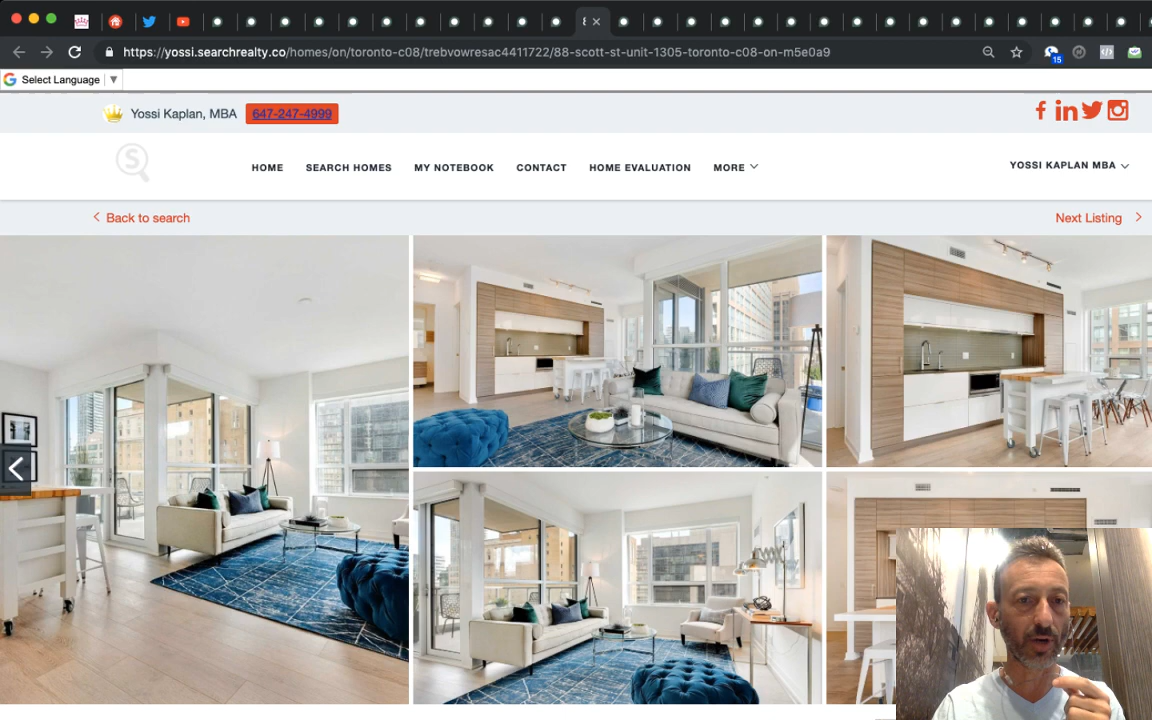 https://yossi.searchrealty.co/homes/on/toronto-c08/trebvowresac4411722/88-scott-st-unit-1305-toronto-c08-on-m5e0a9
15
Select Language
Yossi Kaplan, MBA 647-247-4999
HOME SEARCH HOMES MY NOTEBOOK CONTACT HOME EVALUATION MORE YOSSI KAPLAN MBA
Back to search Next Listing